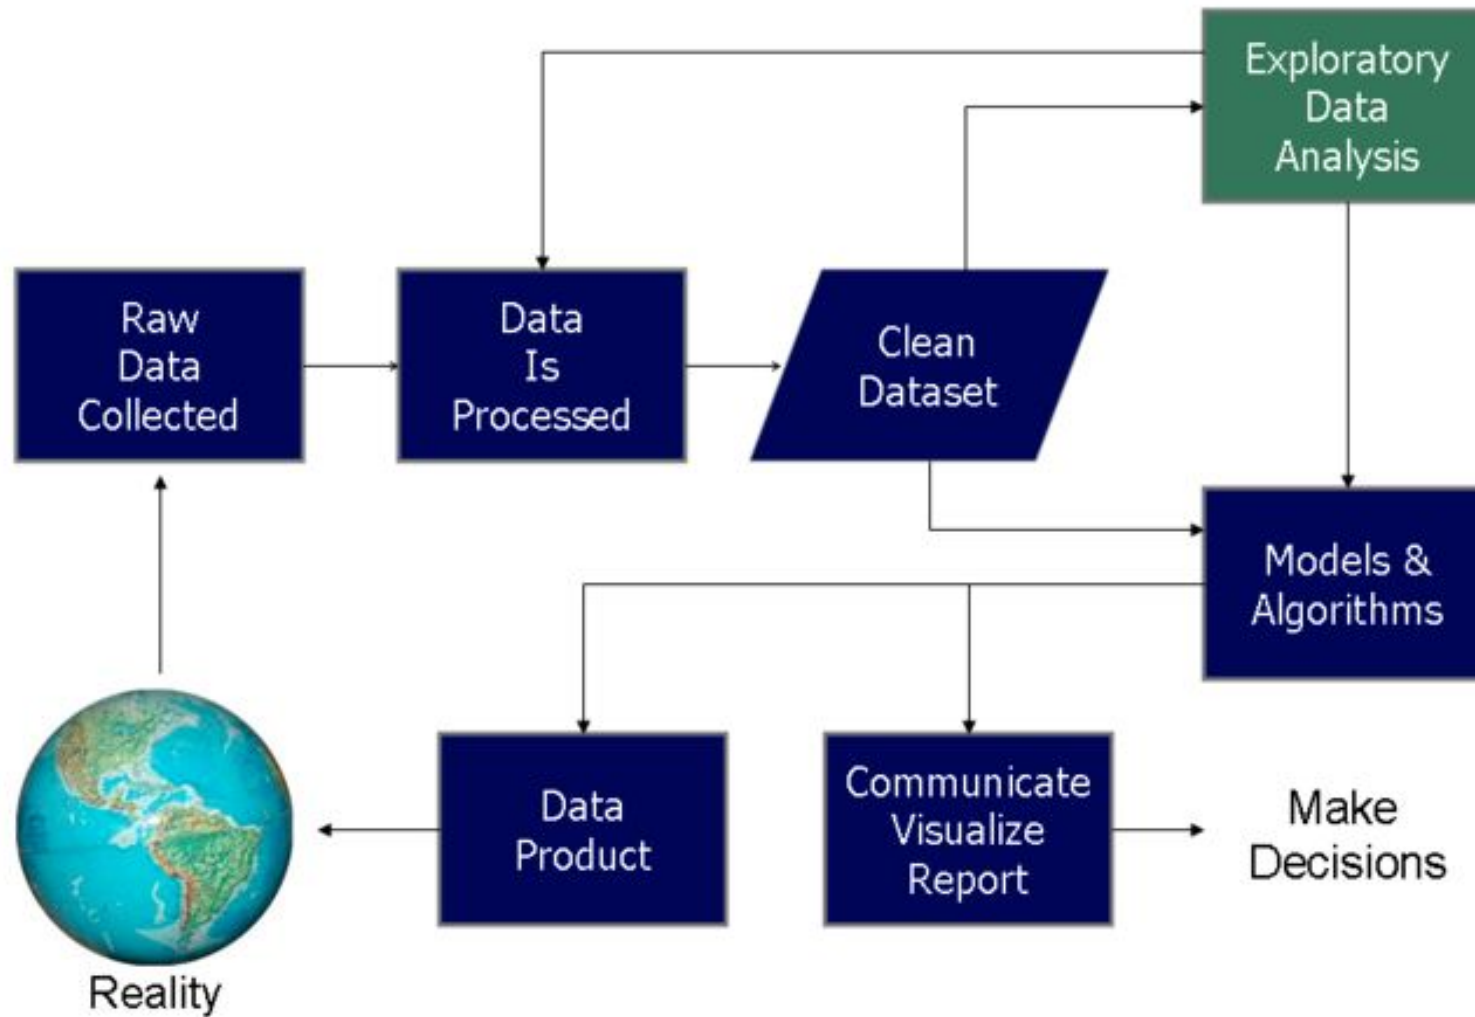 Exploratory
Data
Analysis
Raw
Data
Collected
Data
Is
Processed
Clean
Dataset
Models &
Algorithms
Data
Product
Communicate
Visualize
Report
Make
Decisions
Reality